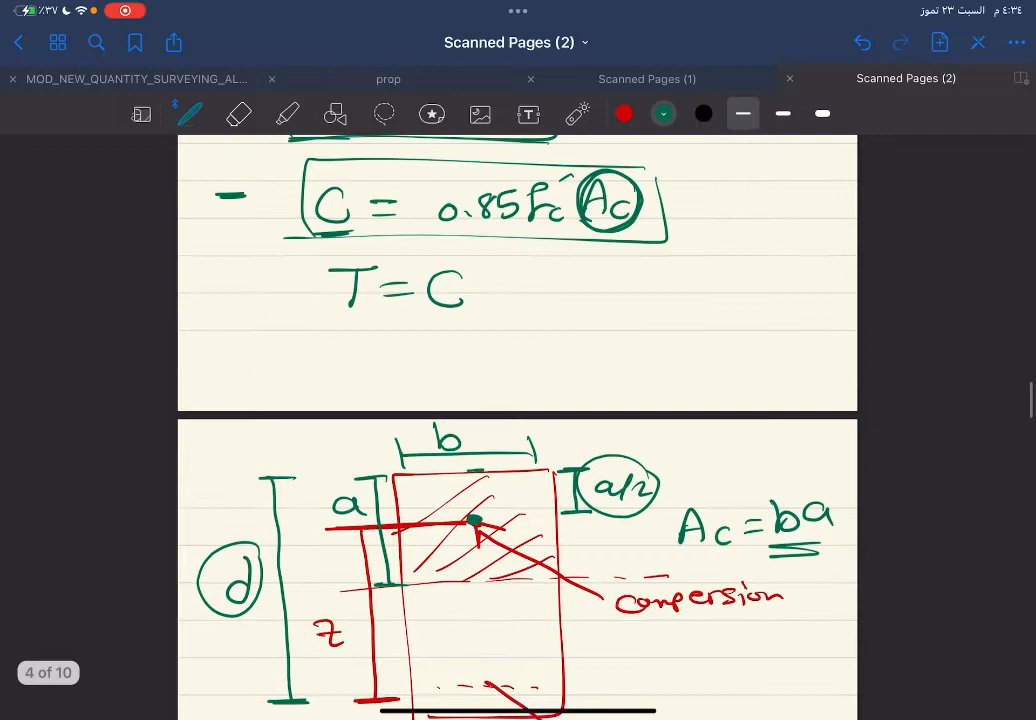 ٪٣٧
٤:٣٤ م السبت ٢٣ تموز
Scanned Pages (2)
MOD_NEW_QUANTITY_SURVEYING_AL...
prop
Scanned Pages (1)
Scanned Pages (2)
T
- C = 0.85 fc' Ac
T = C
b
a
a/2
Ac = ba
d
conpersion
z
4 of 10